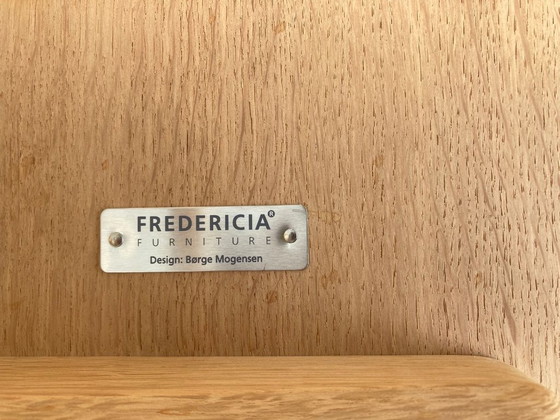 FREDERICIA®
FURNITURE
Design: Børge Mogensen